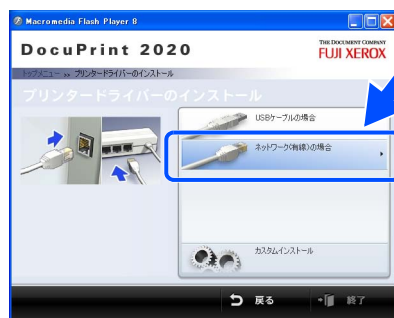 Macromedia Flash Player 8
DocuPrint 2020
THE DOCUMENT COMPANY
FUJI XEROX
トップメニュー >> プリンタードライバーのインストール
プリンタードライバーのインストール
USBケーブルの場合
ネットワーク(有線)の場合
カスタムインストール
戻る
終了